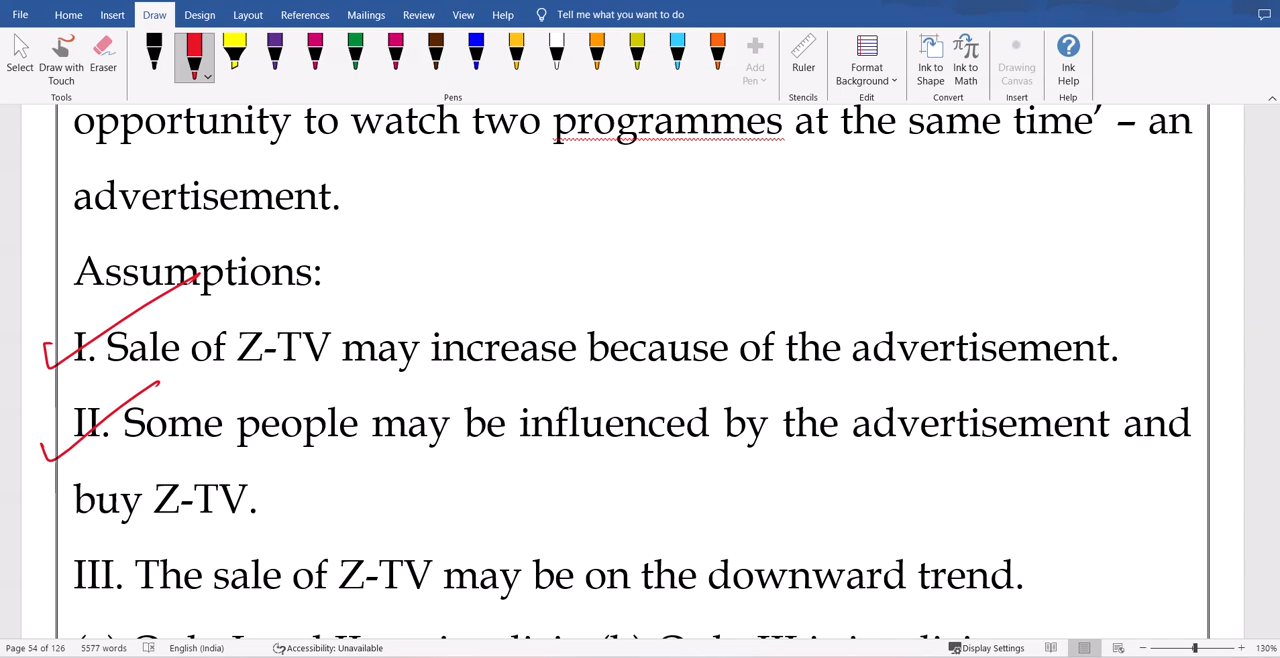 File Home Insert Draw Design Layout References Mailings Review View Help Tell me what you want to do
Select Draw with Touch Eraser Add Pen Ruler Format Background Ink to Shape Ink to Math Drawing Canvas Ink Help
Tools Pens Stencils Edit Convert Insert Help
opportunity to watch two programmes at the same time’ – an
advertisement.
Assumptions:
I. Sale of Z-TV may increase because of the advertisement.
II. Some people may be influenced by the advertisement and
buy Z-TV.
III. The sale of Z-TV may be on the downward trend.
Page 54 of 126 5577 words English (India) Accessibility: Unavailable Display Settings 130%